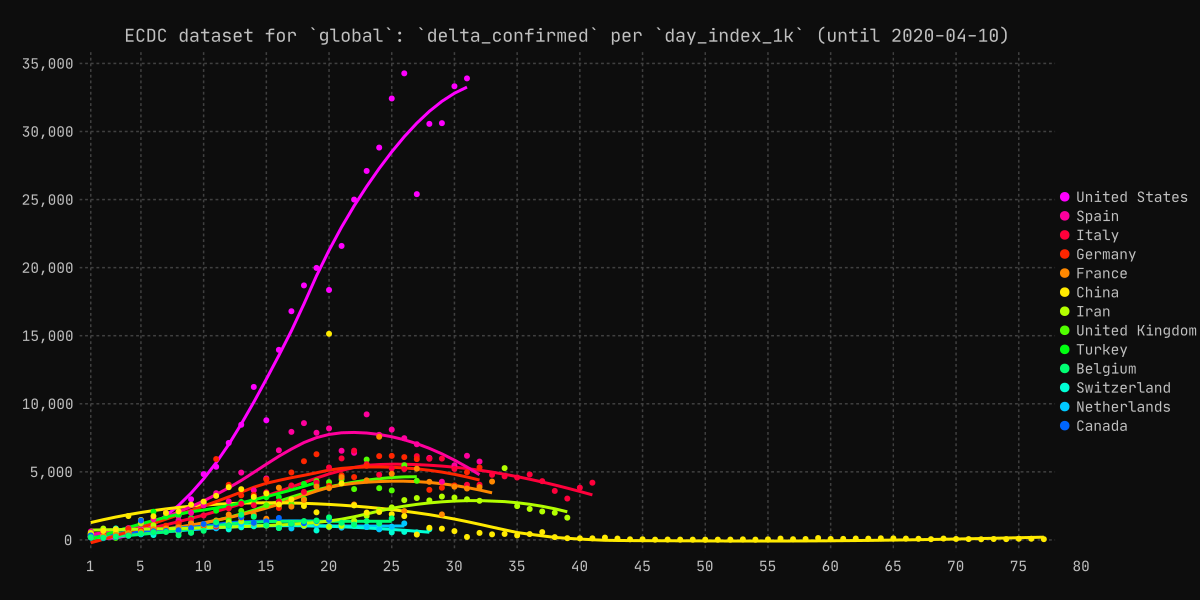 ECDC dataset for `global`: `delta_confirmed` per `day_index_1k` (until 2020-04-10)
35,000
30,000
25,000
20,000
15,000
10,000
5,000
0
1 5 10 15 20 25 30 35 40 45 50 55 60 65 70 75 80
United States
Spain
Italy
Germany
France
China
Iran
United Kingdom
Turkey
Belgium
Switzerland
Netherlands
Canada